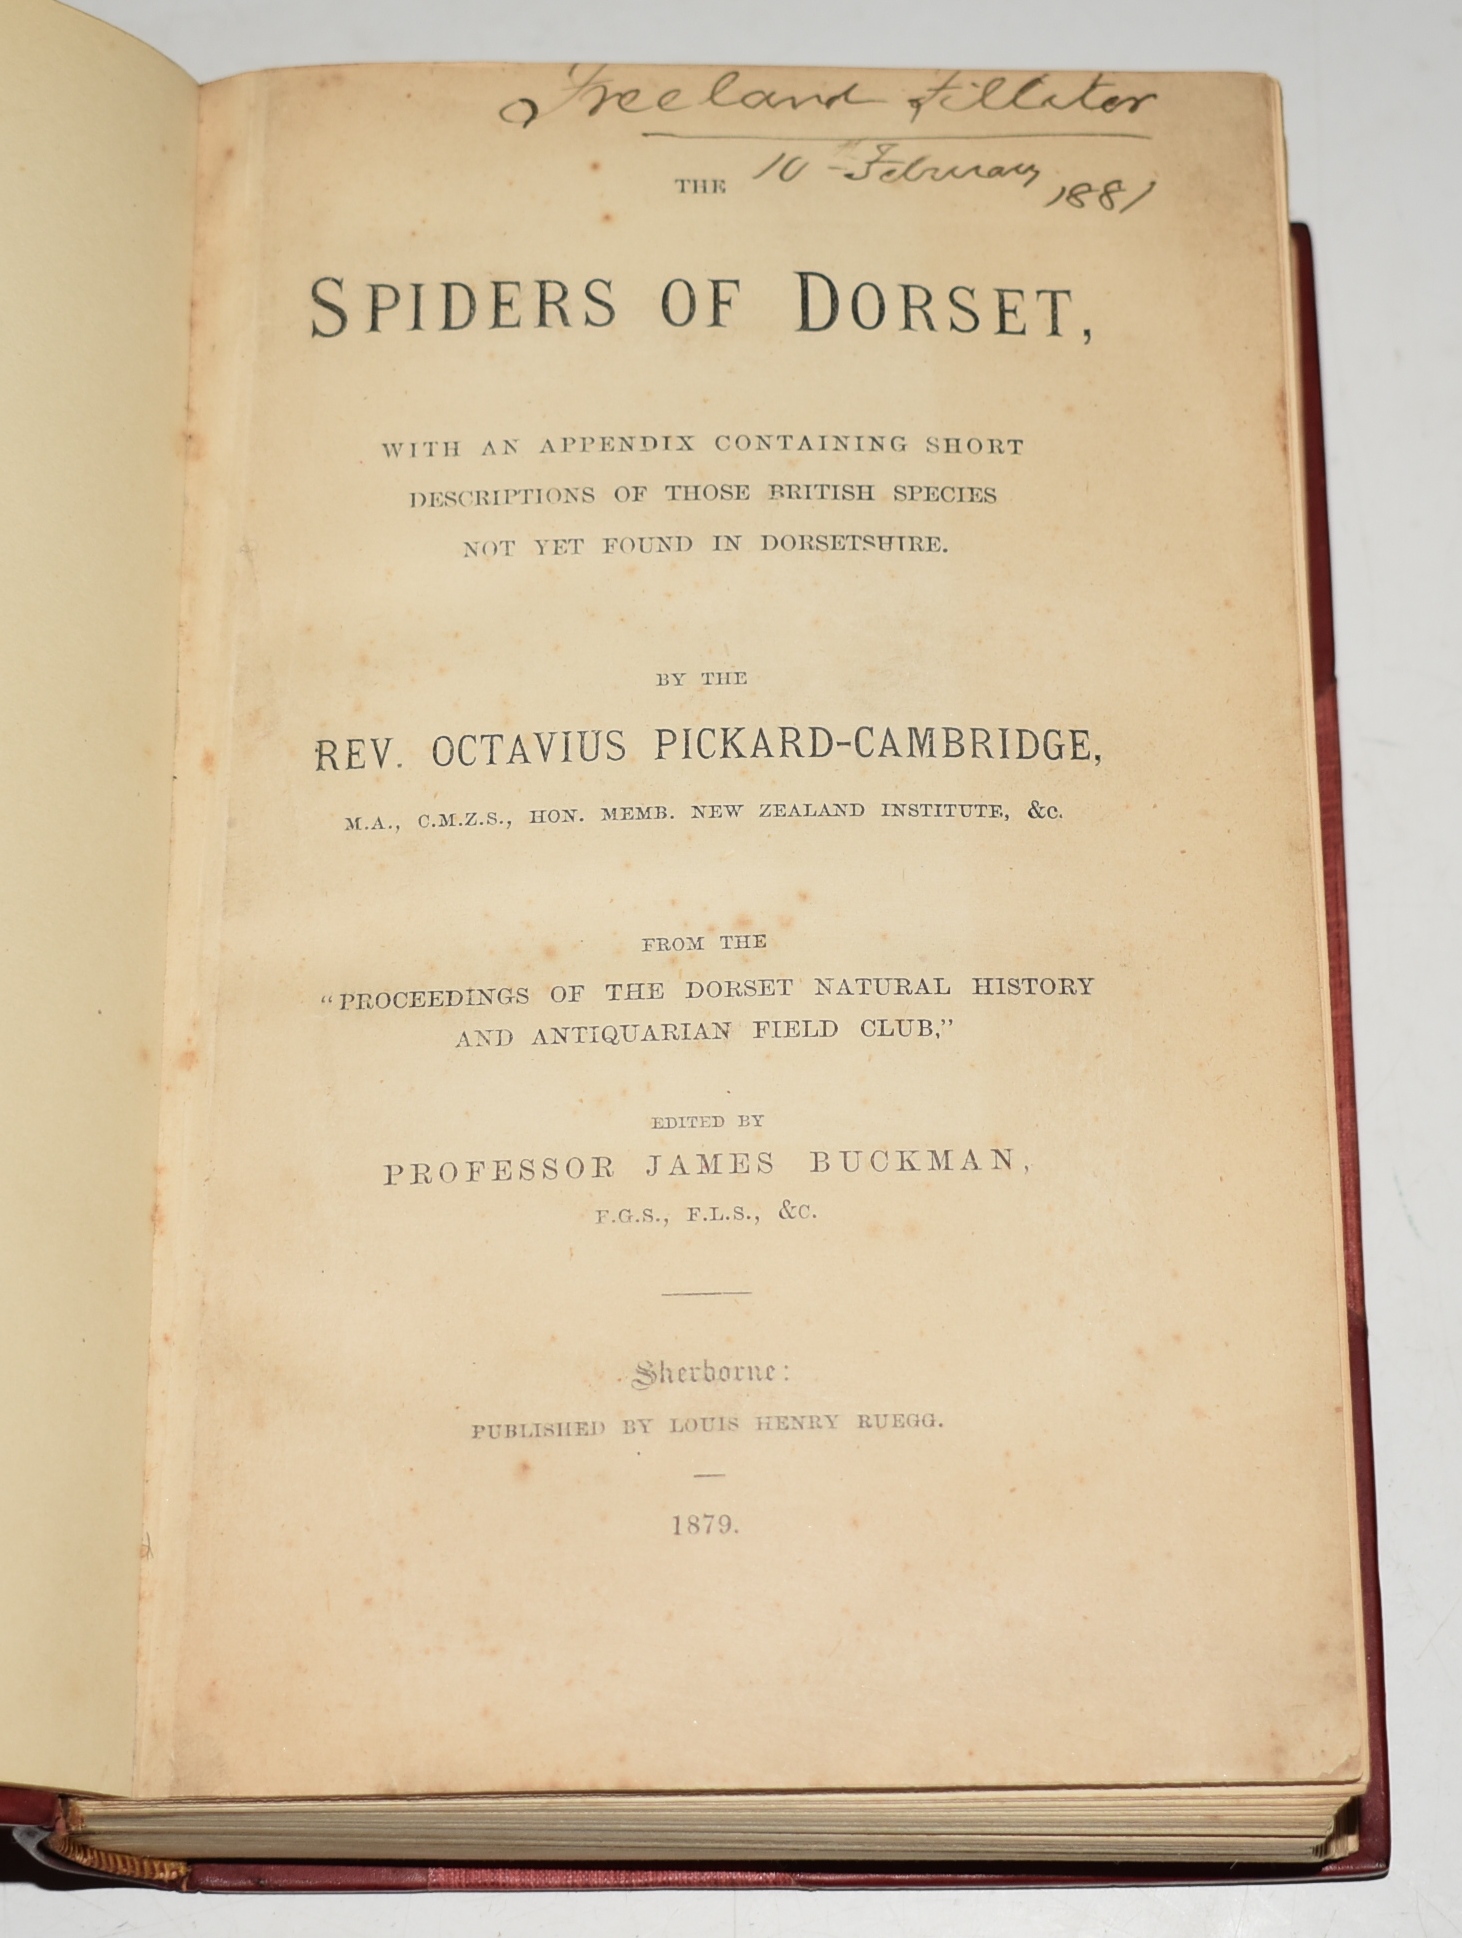 Freeland Filliter
10th February 1881
THE
SPIDERS OF DORSET,
WITH AN APPENDIX CONTAINING SHORT
DESCRIPTIONS OF THOSE BRITISH SPECIES
NOT YET FOUND IN DORSETSHIRE.
BY THE
REV. OCTAVIUS PICKARD-CAMBRIDGE,
M.A., C.M.Z.S., HON. MEMB. NEW ZEALAND INSTITUTE, &C.
FROM THE
"PROCEEDINGS OF THE DORSET NATURAL HISTORY
AND ANTIQUARIAN FIELD CLUB,"
EDITED BY
PROFESSOR JAMES BUCKMAN,
F.G.S., F.L.S., &C.
Sherborne:
PUBLISHED BY LOUIS HENRY RUEGG.
1879.